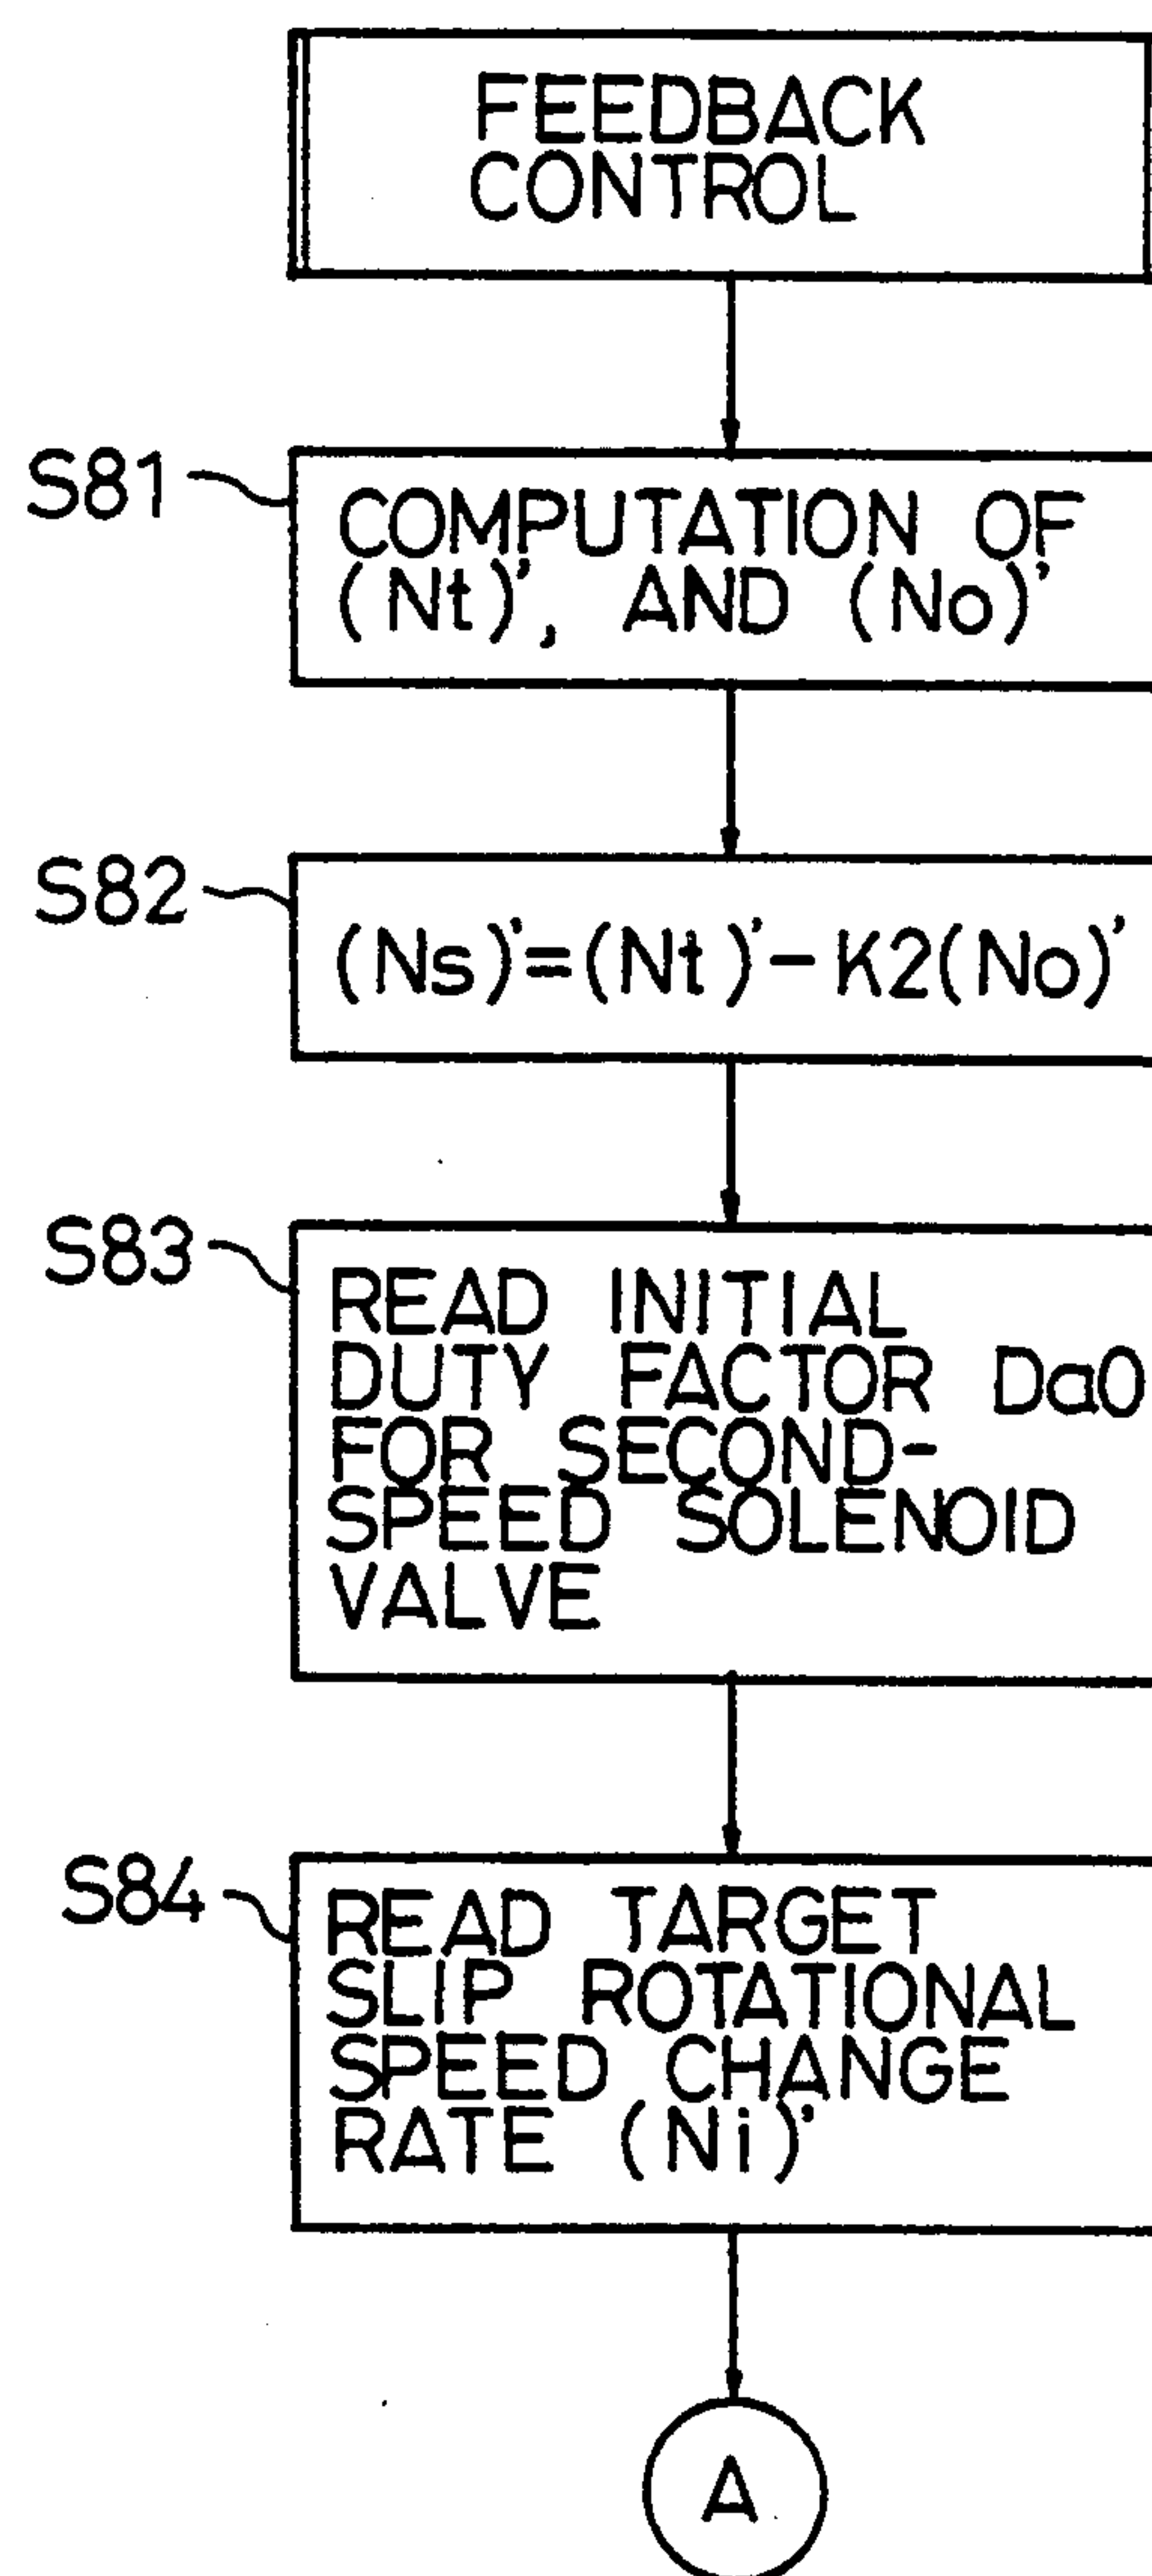 FEEDBACK
CONTROL
S81
COMPUTATION OF
(Nt)', AND (No)'
S82
(Ns)'=(Nt)'-K2(No)'
S83
READ INITIAL
DUTY FACTOR Da0
FOR SECOND-
SPEED SOLENOID
VALVE
S84
READ TARGET
SLIP ROTATIONAL
SPEED CHANGE
RATE (Ni)'
A